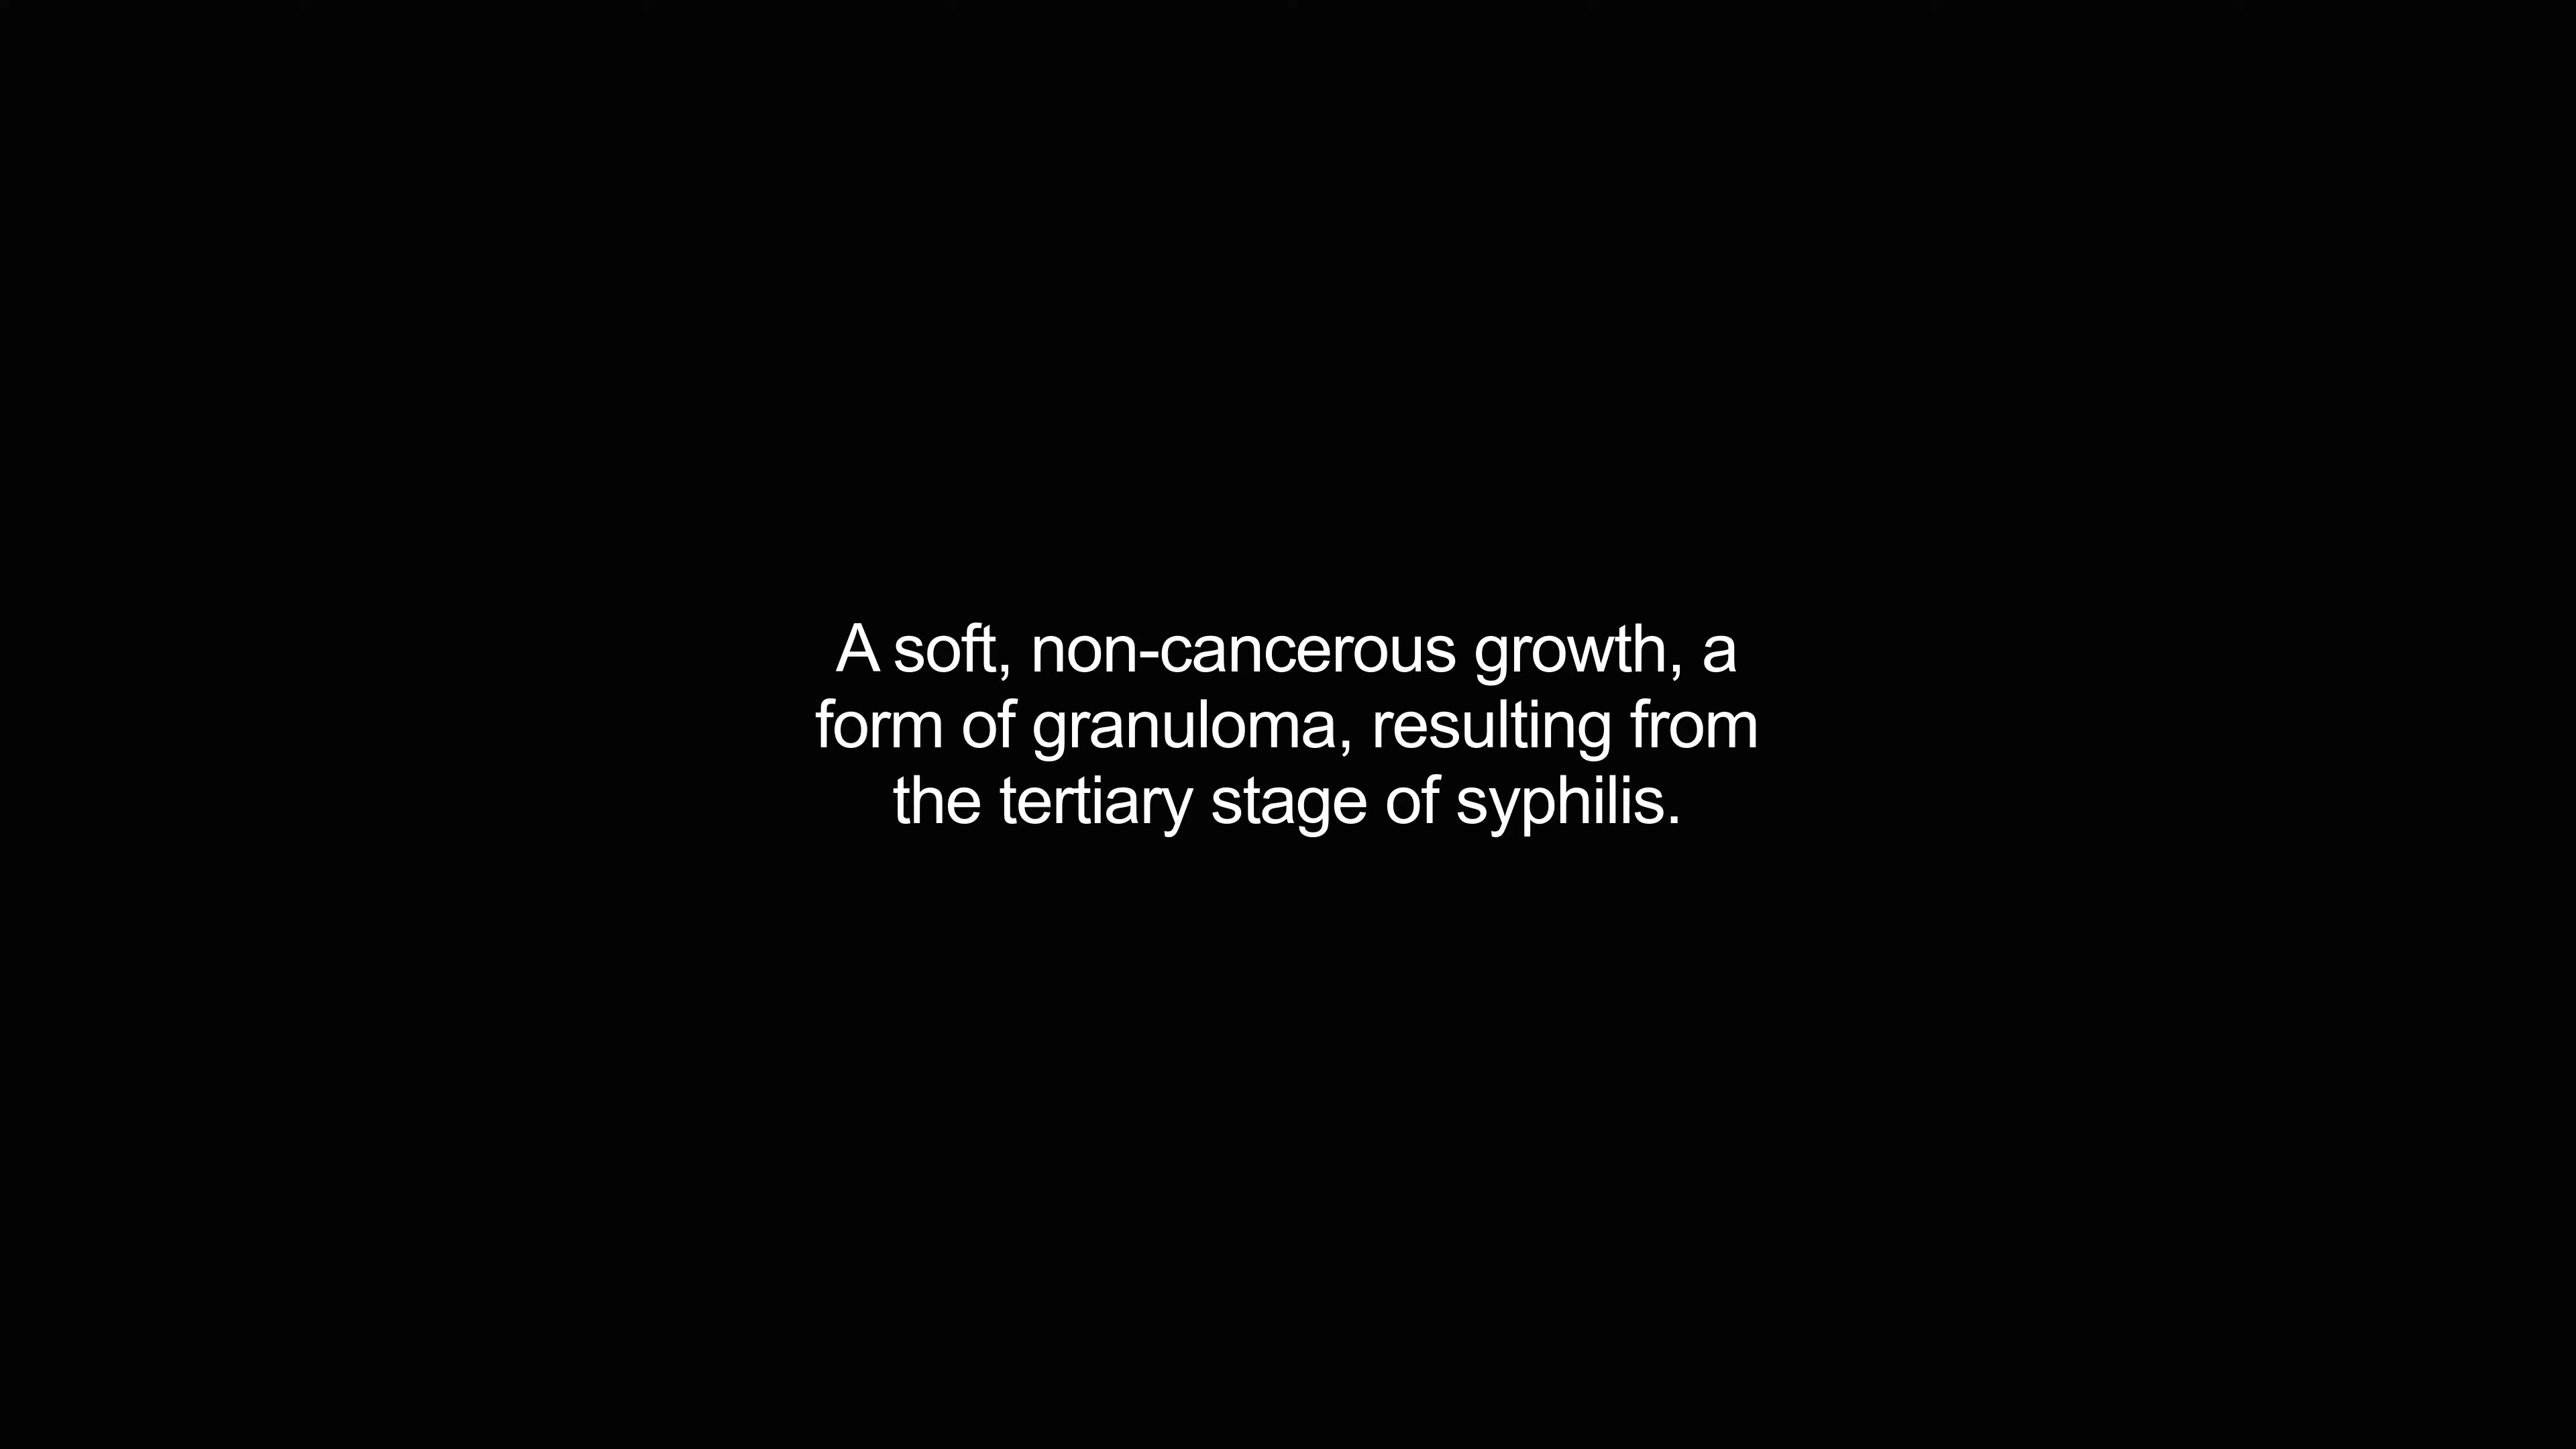 A soft, non-cancerous growth, a
form of granuloma, resulting from
the tertiary stage of syphilis.